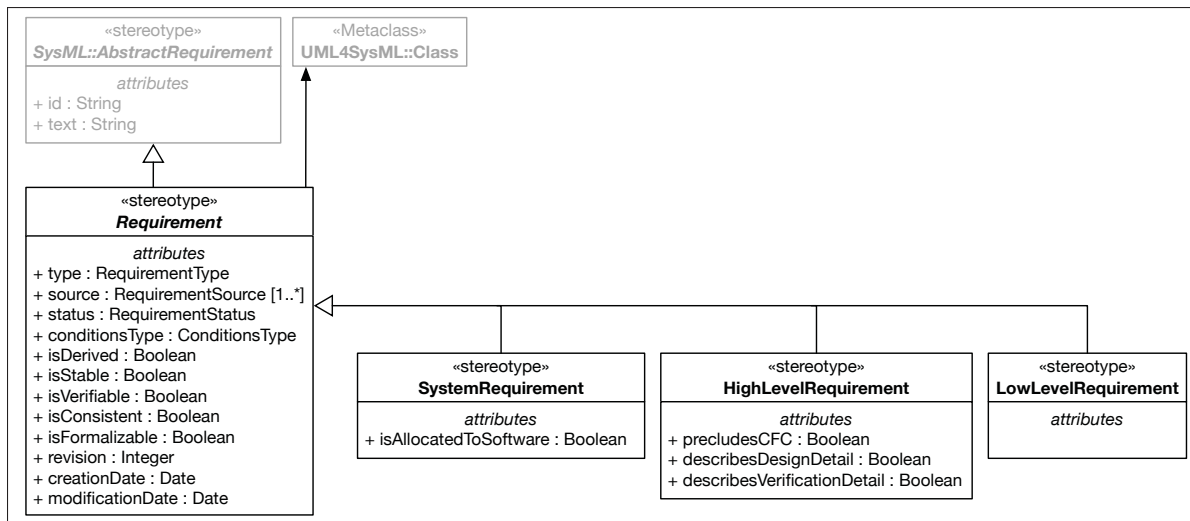 «stereotype»
SysML::AbstractRequirement
attributes
+ id : String
+ text : String
«Metaclass»
UML4SysML::Class
«stereotype»
Requirement
attributes
+ type : RequirementType
+ source : RequirementSource [1..*]
+ status : RequirementStatus
+ conditionsType : ConditionsType
+ isDerived : Boolean
+ isStable : Boolean
+ isVerifiable : Boolean
+ isConsistent : Boolean
+ isFormalizable : Boolean
+ revision : Integer
+ creationDate : Date
+ modificationDate : Date
«stereotype»
SystemRequirement
attributes
+ isAllocatedToSoftware : Boolean
«stereotype»
HighLevelRequirement
attributes
+ precludesCFC : Boolean
+ describesDesignDetail : Boolean
+ describesVerificationDetail : Boolean
«stereotype»
LowLevelRequirement
attributes